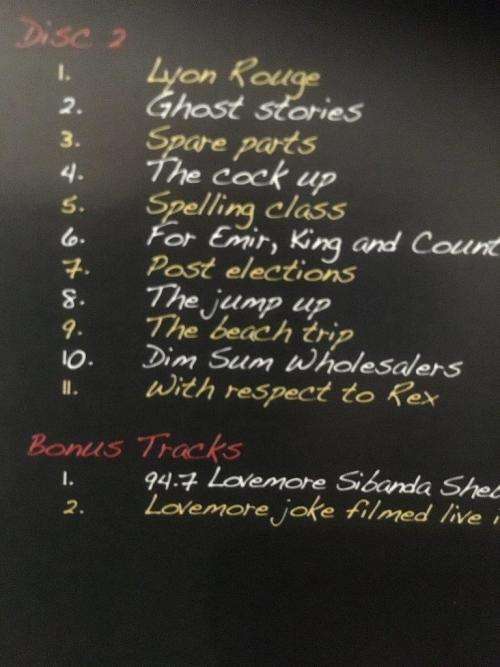 Disc 2
1. Lyon Rouge
2. Ghost stories
3. Spare parts
4. The cock up
5. Spelling class
6. For Emir, King and Count
7. Post elections
8. The jump up
9. The beach trip
10. Dim Sum Wholesalers
11. With respect to Rex
Bonus Tracks
1. 94.7 Lovemore Sibanda
2. Lovemore joke filmed live